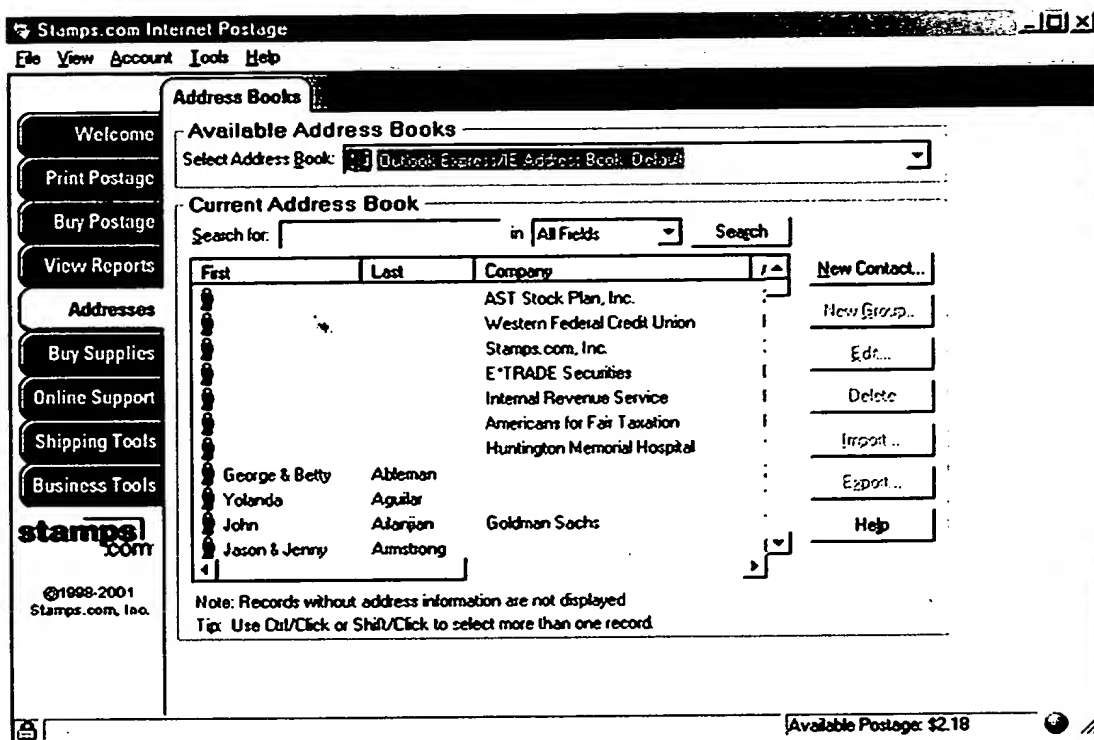 Stamps.com Internet Postage
File View Account Tools Help
Address Books
Welcome
Print Postage
Buy Postage
View Reports
Addresses
Buy Supplies
Online Support
Shipping Tools
Business Tools
stamps.com
©1998-2001
Stamps.com, Inc.
Available Address Books
Select Address Book: Outlook Express/IE Address Book: Default
Current Address Book
Search for: in All Fields Search
First Last Company
AST Stock Plan, Inc.
Western Federal Credit Union
Stamps.com, Inc.
E*TRADE Securities
Internal Revenue Service
Americans for Fair Taxation
Huntington Memorial Hospital
George & Betty Ableman
Yolanda Aguilar
John Goldman Sachs
Jason & Jenny Armstrong
New Contact...
New Group...
Edit...
Delete
Import...
Export...
Help
Note: Records without address information are not displayed
Tip: Use Ctrl/Click or Shift/Click to select more than one record.
Available Postage: $2.18